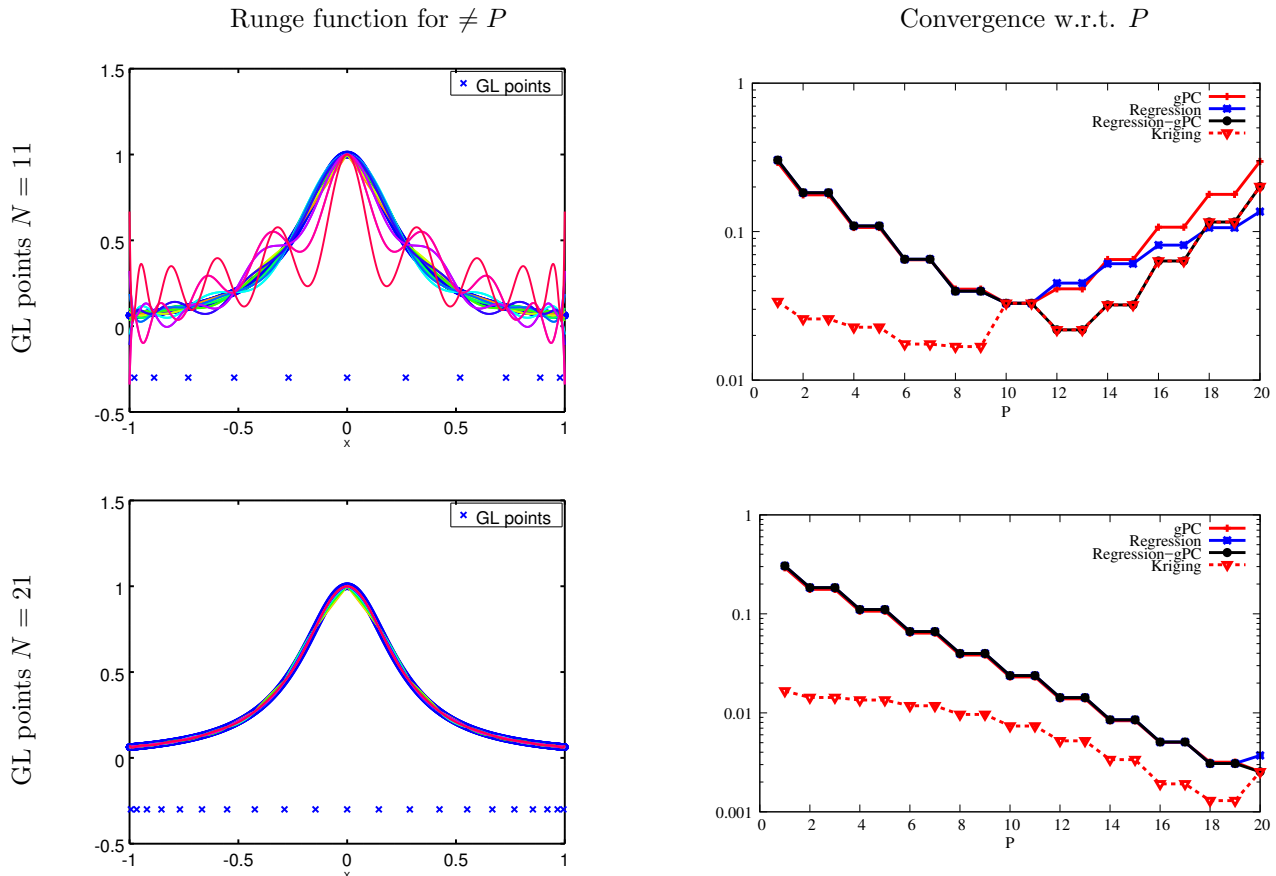 Runge function for ≠ P
Convergence w.r.t. P
GL points N = 11
1.5
1
0.5
0
-0.5
-1
-0.5
0
0.5
1
x
GL points
1
0.1
0.01
0
2
4
6
8
10
12
14
16
18
20
P
gPC
Regression
Regression-gPC
Kriging
GL points N = 21
1.5
1
0.5
0
-0.5
-1
-0.5
0
0.5
1
x
GL points
1
0.1
0.01
0.001
0
2
4
6
8
10
12
14
16
18
20
P
gPC
Regression
Regression-gPC
Kriging